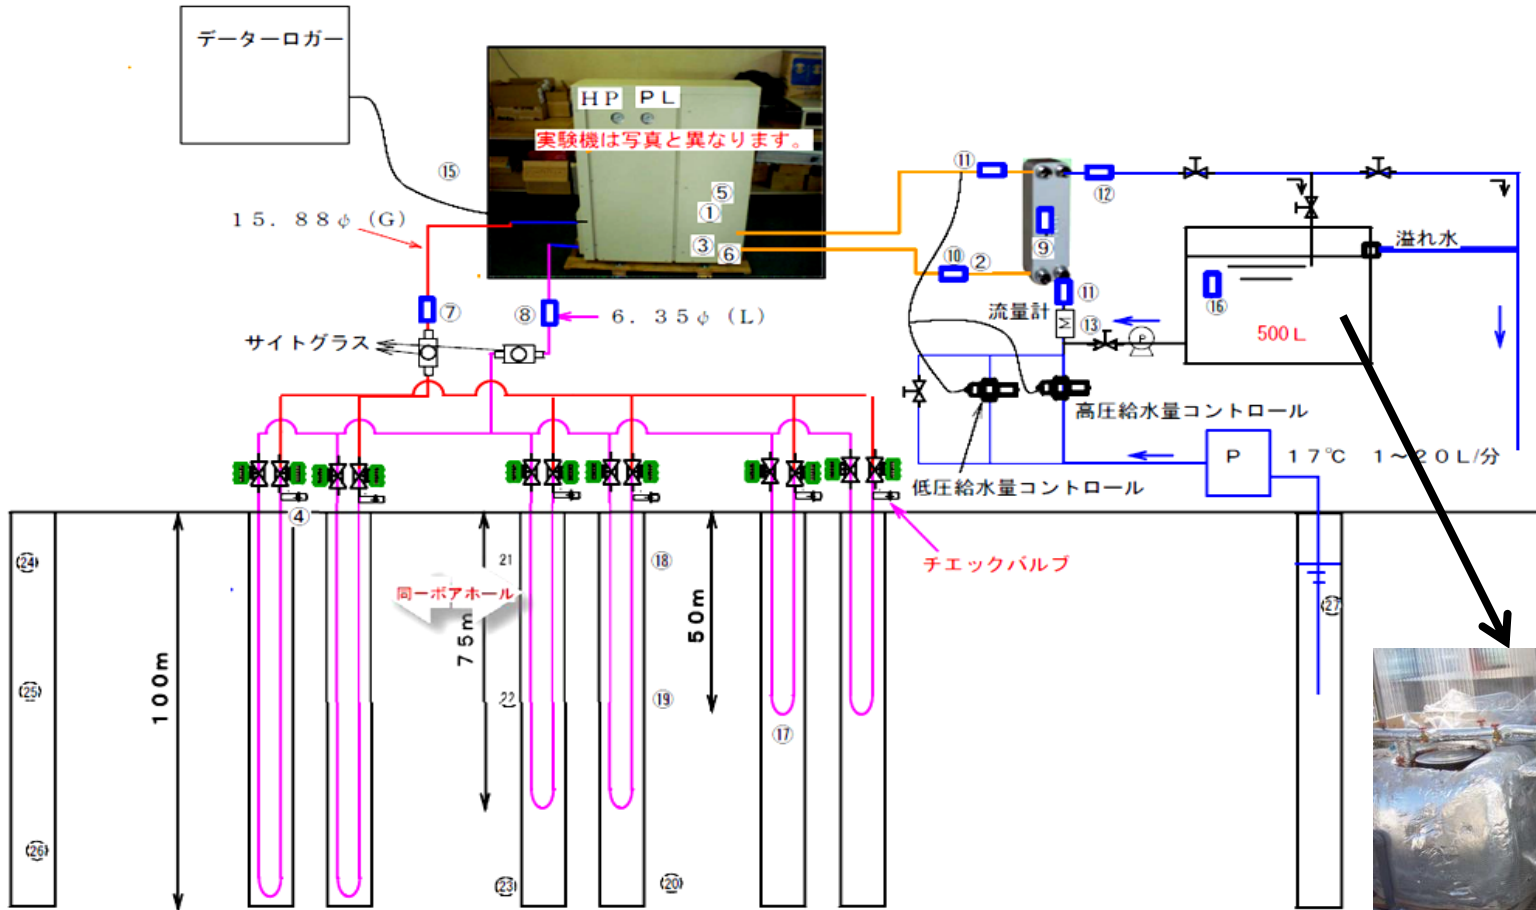 データーロガー
HP PL
実験機は写真と異なります。
⑮
⑤
①
③
⑥
15.88φ (G)
⑪
⑫
⑨
⑩ ②
⑪
溢れ水
⑯
500L
流量計
M
⑬
P
⑦
⑧
6.35φ (L)
サイトグラス
高圧給水量コントロール
P
17℃ 1~20L/分
低圧給水量コントロール
④
チエックバルブ
同一ボアホール
100m
75m
50m
21
22
(23)
⑱
⑲
(20)
⑰
(24)
(25)
(26)
(27)